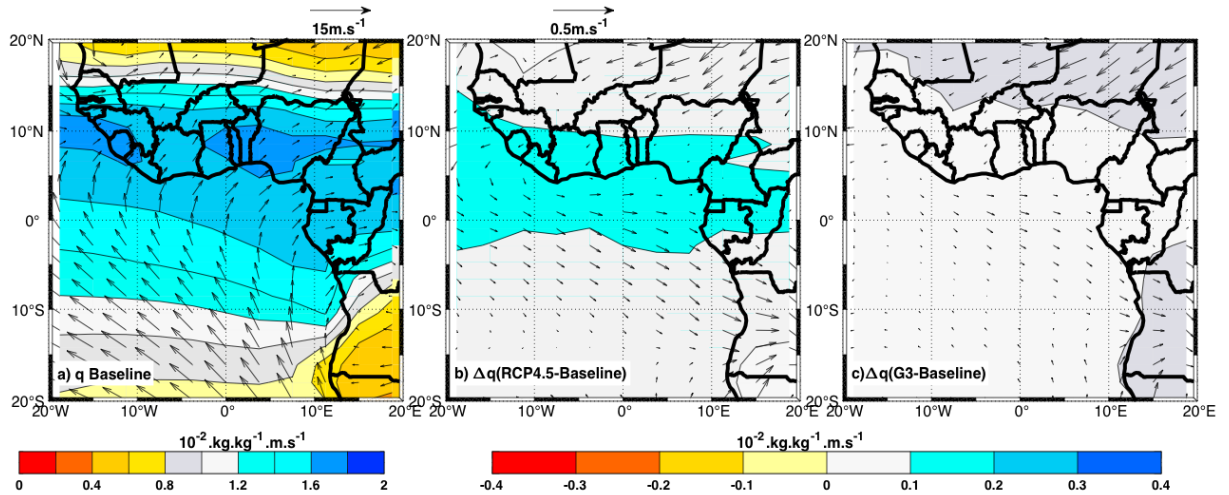 15m.s⁻¹ 0.5m.s⁻¹
20°N 20°N 20°N
10°N 10°N 10°N
0° 0° 0°
10°S 10°S 10°S
a) q Baseline b) Δq(RCP4.5-Baseline) c)Δq(G3-Baseline)
20°S 20°S 20°S
20°W 10°W 0° 10°E 20°E 20°W 10°W 0° 10°E 20°E 20°W 10°W 0° 10°E 20°E
10⁻².kg.kg⁻¹.m.s⁻¹ 10⁻².kg.kg⁻¹.m.s⁻¹
0 0.4 0.8 1.2 1.6 2 -0.4 -0.3 -0.2 -0.1 0 0.1 0.2 0.3 0.4